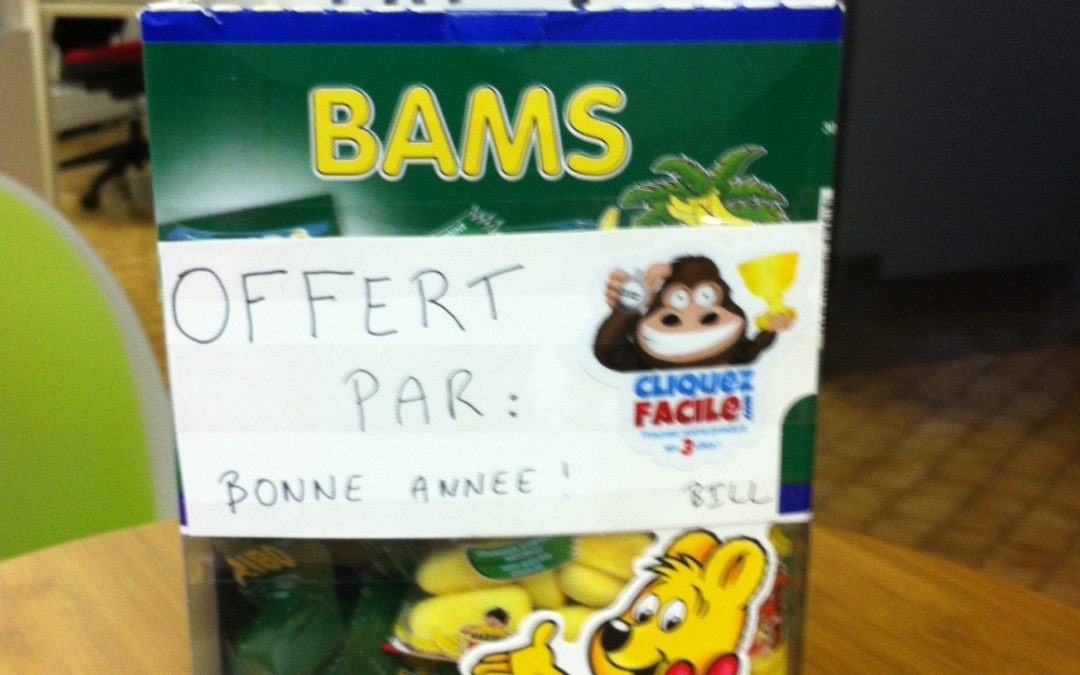 BAMS
OFFERT
PAR :
CLIQUEZ
FACILE!
BONNE ANNEE !
BILL